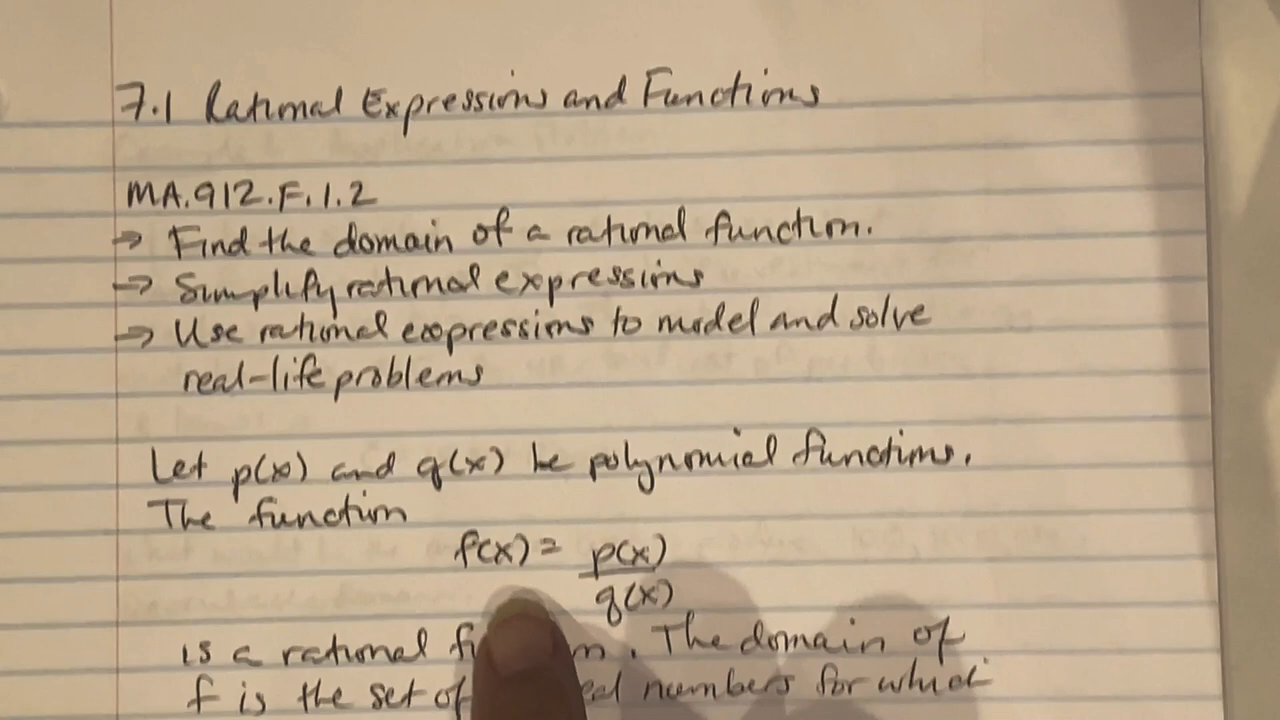 7.1 Rational Expressions and Functions
MA.912.F.1.2
→ Find the domain of a rational function.
→ Simplify rational expressions
→ Use rational expressions to model and solve
real-life problems
Let p(x) and q(x) be polynomial functions.
The function
f(x) = p(x)
q(x)
is a rational . The domain of
f is the set of numbers for which